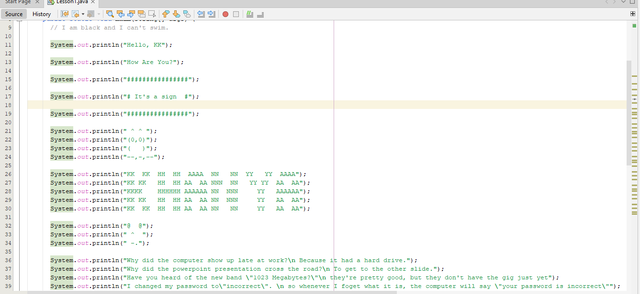 Start Page
Lesson1.java
Source History
9 // I am black and I can't swim.
10
11 System.out.println("Hello, KK");
12
13 System.out.println("How Are You?");
14
15 System.out.println("################");
16
17 System.out.println("# It's a sign  #");
18
19 System.out.println("################");
20
21 System.out.println(" ^ ^ ");
22 System.out.println("(0,0)");
23 System.out.println("(   )");
24 System.out.println("--,-,--");
25
26 System.out.println("KK  KK  HH  HH  AAAA  NN   NN  YY   YY  AAAA");
27 System.out.println("KK KK   HH  HH AA  AA NNN  NN   YY YY  AA  AA");
28 System.out.println("KKKK    HHHHHH AAAAAA NN  NNN     YY   AAAAAA");
29 System.out.println("KK KK   HH  HH AA  AA NN   NNN     YY   AA  AA");
30 System.out.println("KK  KK  HH  HH AA  AA NN    NN     YY   AA  AA");
31
32 System.out.println("@  @");
33 System.out.println(" ^  ");
34 System.out.println(" ~.");
35
36 System.out.println("Why did the computer show up late at work?\n Because it had a hard drive.");
37 System.out.println("Why did the powerpoint presentation cross the road?\n To get to the other slide.");
38 System.out.println("Have you heard of the new band \"1023 Megabytes?\"\n they're pretty good, but they don't have the gig just yet");
39 System.out.println("I changed my password to\"incorrect\". \n so whenever I foget what it is, the computer will say \"your password is incorrect\"");